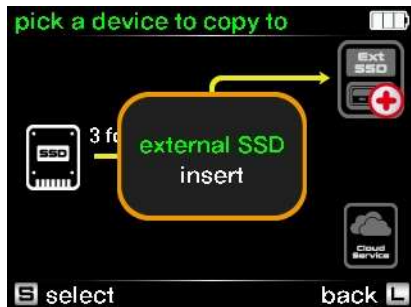 pick a device to copy to
Ext
SSD
SSD
3
external SSD
insert
Cloud
Service
S select
back L